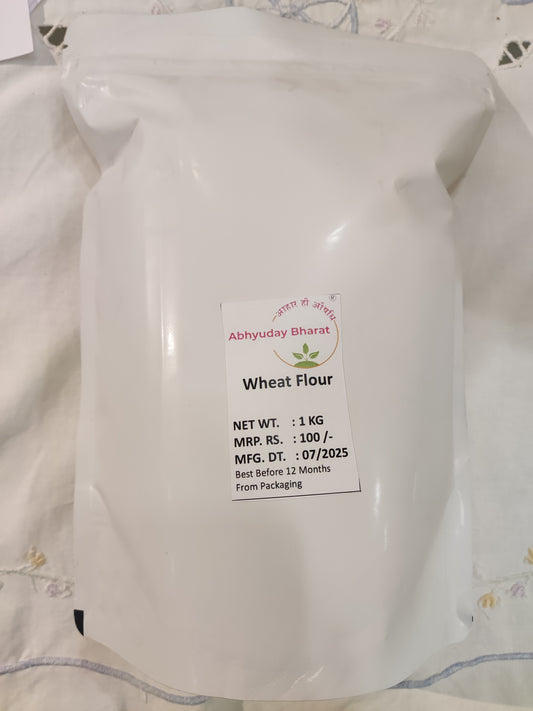 आहार ही औषधि ®
Abhyuday Bharat
Wheat Flour
NET WT. : 1 KG
MRP. RS. : 100 /-
MFG. DT. : 07/2025
Best Before 12 Months
From Packaging